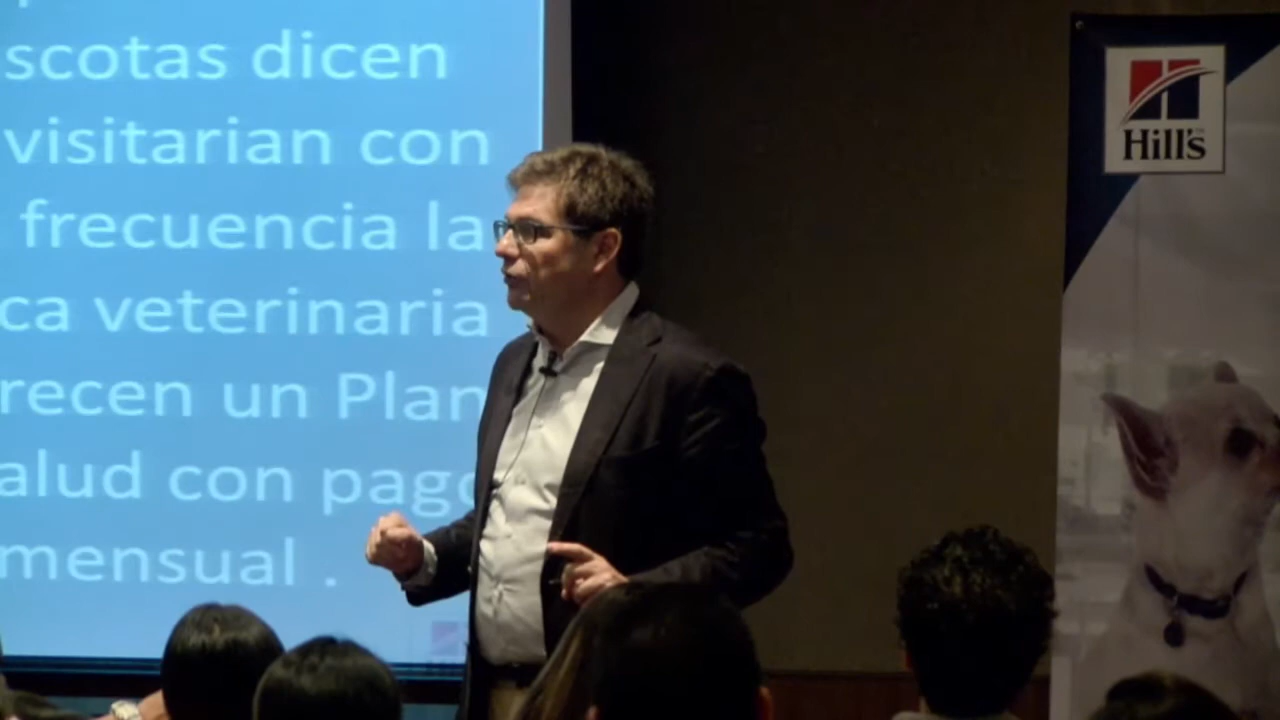 scotas dicen
visitarian con
frecuencia la
ca veterinaria
recen un Plan
alud con pago
mensual .
Hill's